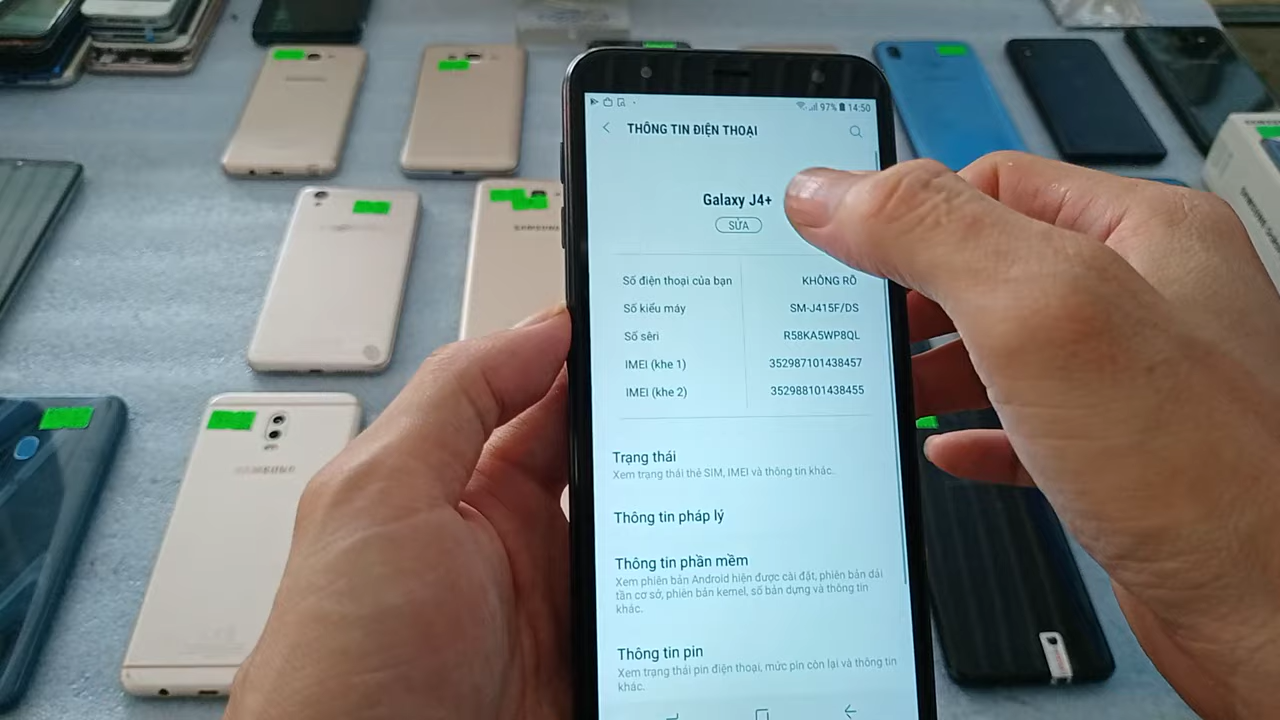 97% 14:50
THÔNG TIN ĐIỆN THOẠI
Galaxy J4+
SỬA
Số điện thoại của bạn KHÔNG RÕ
Số kiểu máy SM-J415F/DS
Số sêri R58KA5WP8QL
IMEI (khe 1) 352987101438457
IMEI (khe 2) 352988101438455
Trạng thái
Xem trạng thái thẻ SIM, IMEI và thông tin khác.
Thông tin pháp lý
Thông tin phần mềm
Xem phiên bản Android hiện được cài đặt, phiên bản dải
tần cơ sở, phiên bản kernel, số bản dựng và thông tin
khác.
Thông tin pin
Xem trạng thái pin điện thoại, mức pin còn lại và thông tin
khác.
SAMSUNG
SAMSUNG